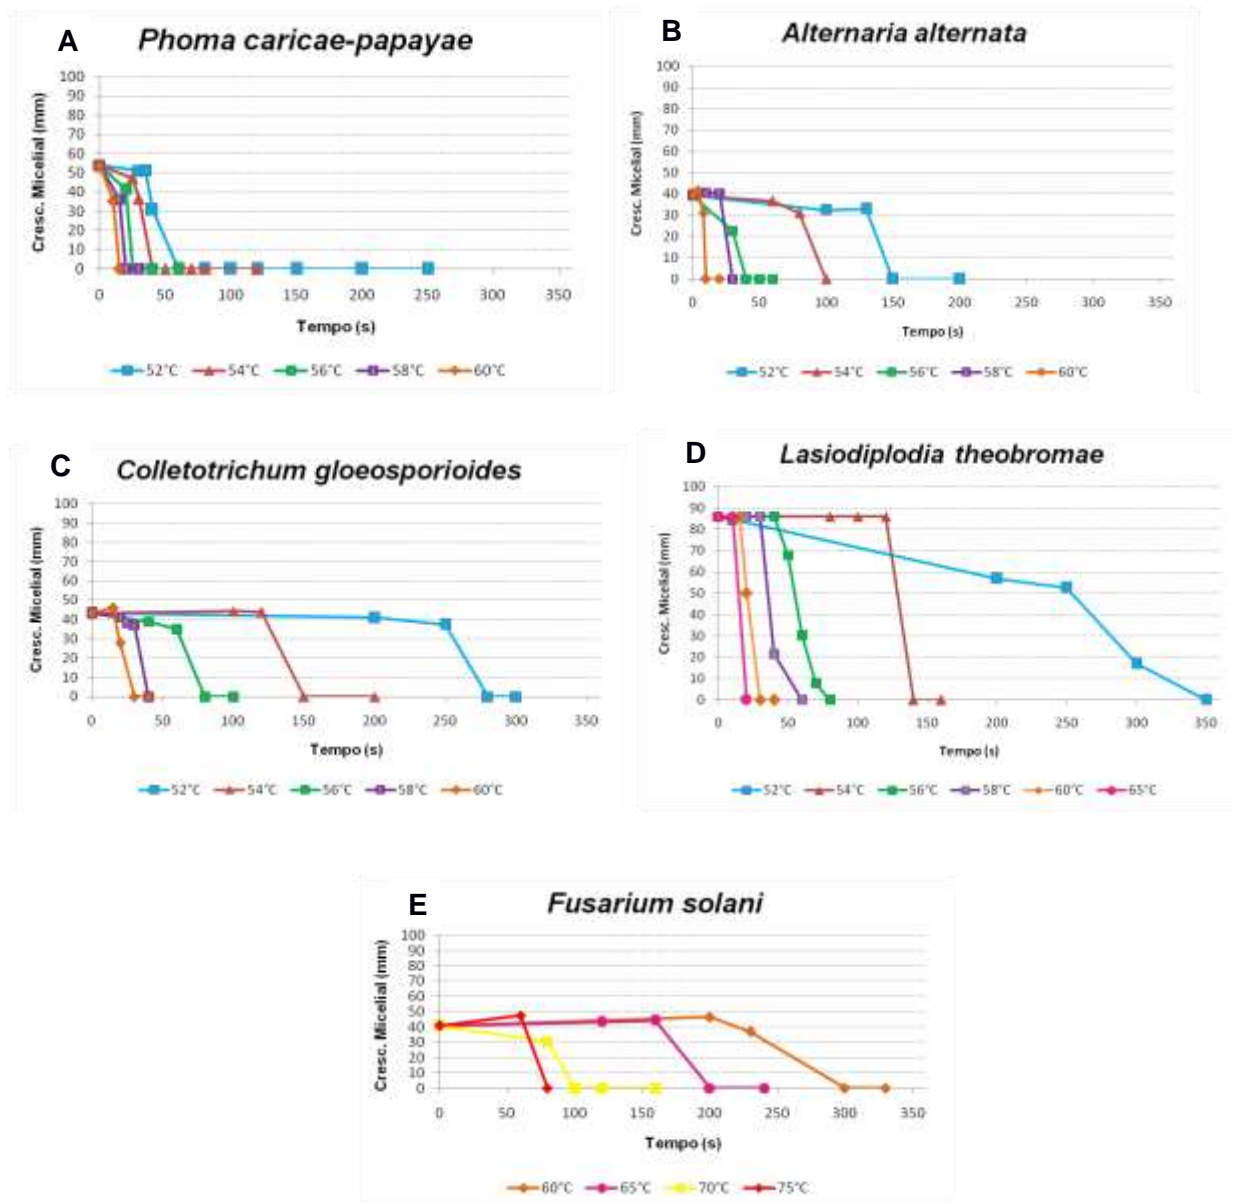 A
Phoma caricae-papayae
Cresc. Micelial (mm)
100
90
80
70
60
50
40
30
20
10
0
0 50 100 150 200 250 300 350
Tempo (s)
52°C 54°C 56°C 58°C 60°C
B
Alternaria alternata
Cresc. Micelial (mm)
100
90
80
70
60
50
40
30
20
10
0
0 50 100 150 200 250 300 350
Tempo (s)
52°C 54°C 56°C 58°C 60°C
C
Colletotrichum gloeosporioides
Cresc. Micelial (mm)
100
90
80
70
60
50
40
30
20
10
0
0 50 100 150 200 250 300 350
Tempo (s)
52°C 54°C 56°C 58°C 60°C
D
Lasiodiplodia theobromae
Cresc. Micelial (mm)
100
90
80
70
60
50
40
30
20
10
0
0 50 100 150 200 250 300 350
Tempo (s)
52°C 54°C 56°C 58°C 60°C 65°C
E
Fusarium solani
Cresc. Micelial (mm)
100
90
80
70
60
50
40
30
20
10
0
0 50 100 150 200 250 300 350
Tempo (s)
60°C 65°C 70°C 75°C